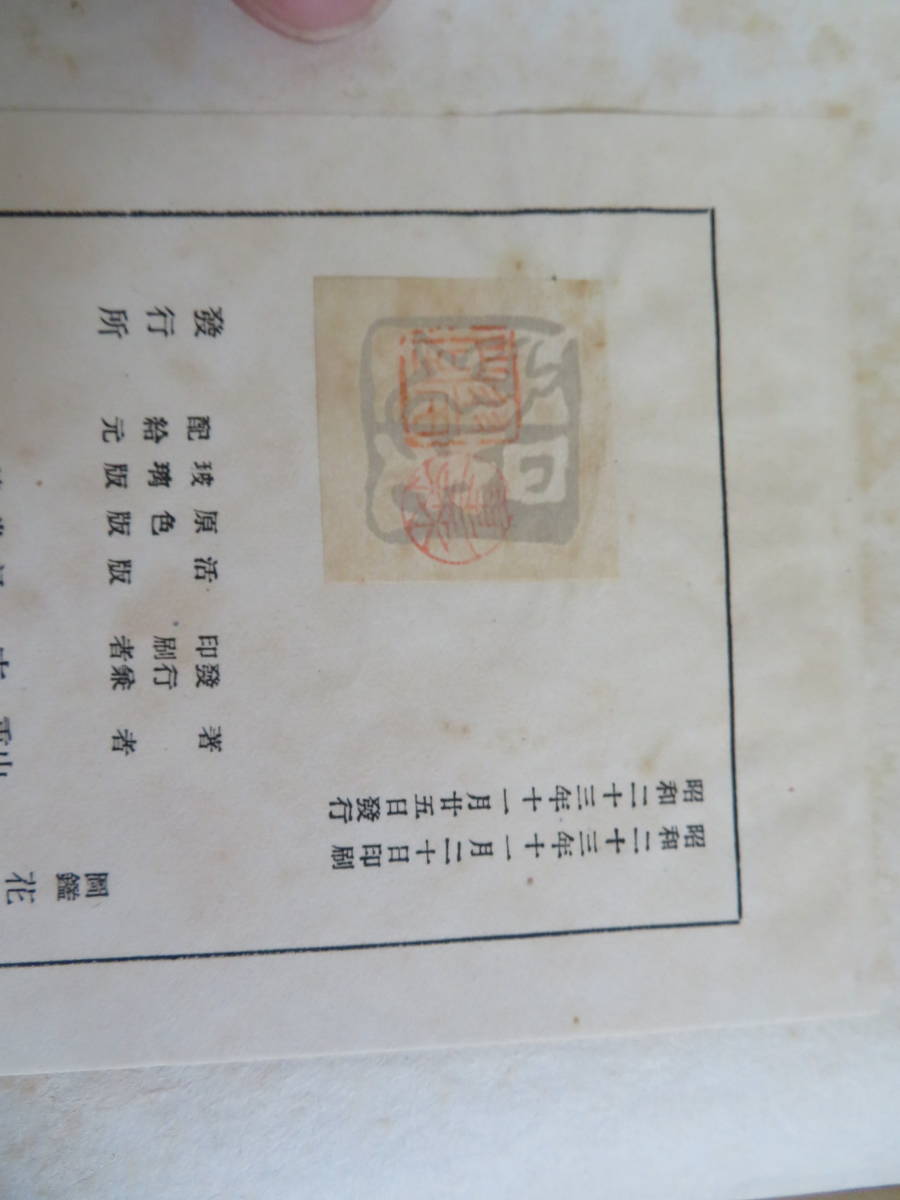 圖鑑 花
昭和二十三年十一月二十日印刷
昭和二十三年十一月廿五日發行
著者
發行兼
印刷者
活版
原色版
玻璃版
配給元
發行所